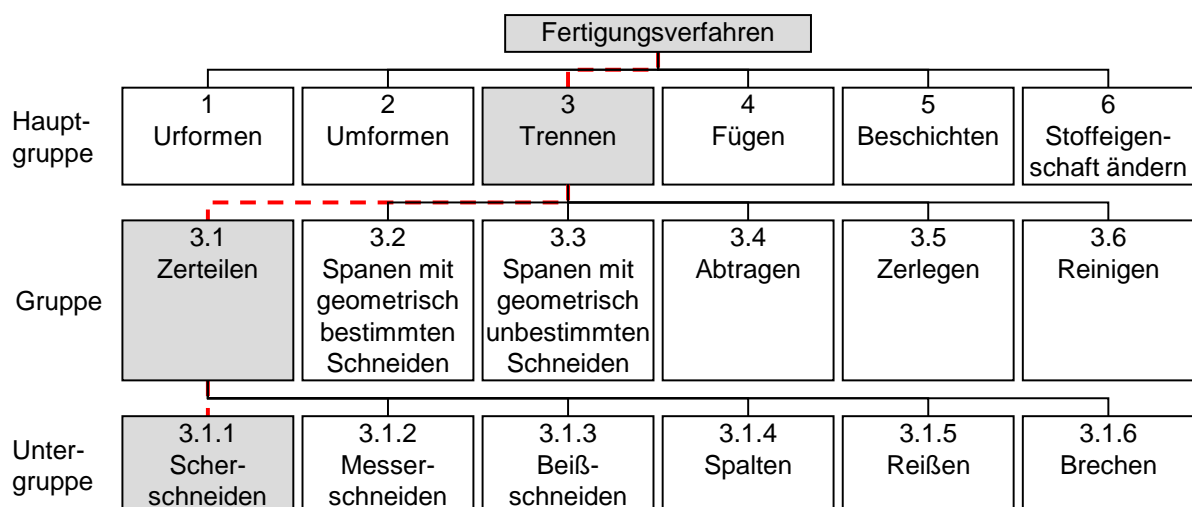 Fertigungsverfahren
Haupt-
gruppe
1
Urformen
2
Umformen
3
Trennen
4
Fügen
5
Beschichten
6
Stoffeigen-
schaft ändern
Gruppe
3.1
Zerteilen
3.2
Spanen mit
geometrisch
bestimmten
Schneiden
3.3
Spanen mit
geometrisch
unbestimmten
Schneiden
3.4
Abtragen
3.5
Zerlegen
3.6
Reinigen
Unter-
gruppe
3.1.1
Scher-
schneiden
3.1.2
Messer-
schneiden
3.1.3
Beiß-
schneiden
3.1.4
Spalten
3.1.5
Reißen
3.1.6
Brechen